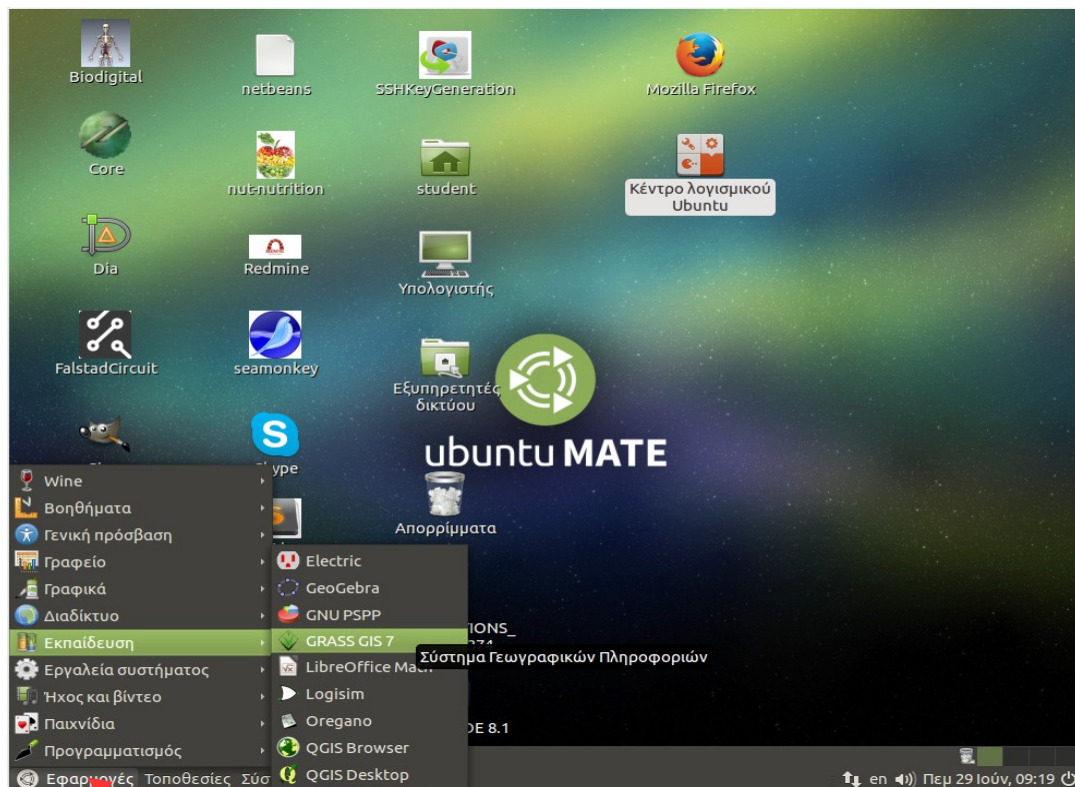 Biodigital
netbeans
SSHKeyGeneration
Mozilla Firefox
Core
nut-nutrition
student
Κέντρο λογισμικού
Ubuntu
Dia
Redmine
Υπολογιστής
FalstadCircuit
seamonkey
Εξυπηρετητές
δικτύου
ubuntu MATE
Απορρίμματα
Wine
Βοηθήματα
Γενική πρόσβαση
Γραφείο
Γραφικά
Διαδίκτυο
Εκπαίδευση
Εργαλεία συστήματος
Ήχος και βίντεο
Παιχνίδια
Προγραμματισμός
Electric
GeoGebra
GNU PSPP
GRASS GIS 7
LibreOffice Math
Logisim
Oregano
QGIS Browser
QGIS Desktop
Σύστημα Γεωγραφικών Πληροφοριών
8.1
Εφαρμογές Τοποθεσίες
en Πεμ 29 Ιούν, 09:19